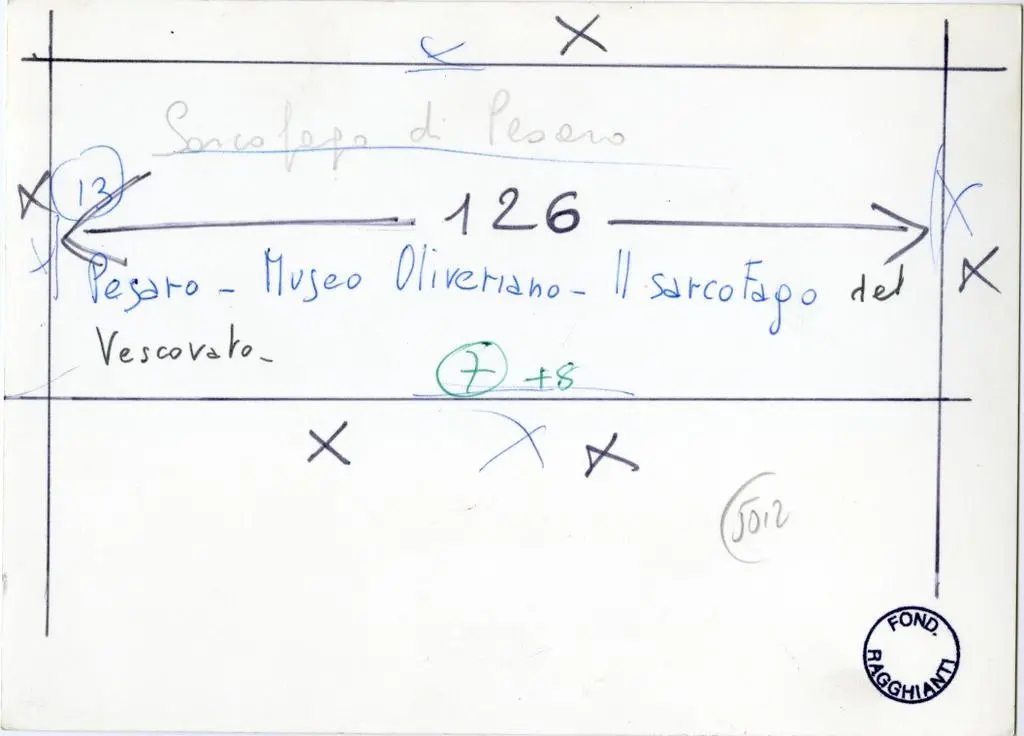 Sarcofago di Pesaro
13
126
Pesaro - Museo Oliveriano - Il sarcofago del
Vescovato -
7 +8
5012
FOND.
RAGGHIANTI